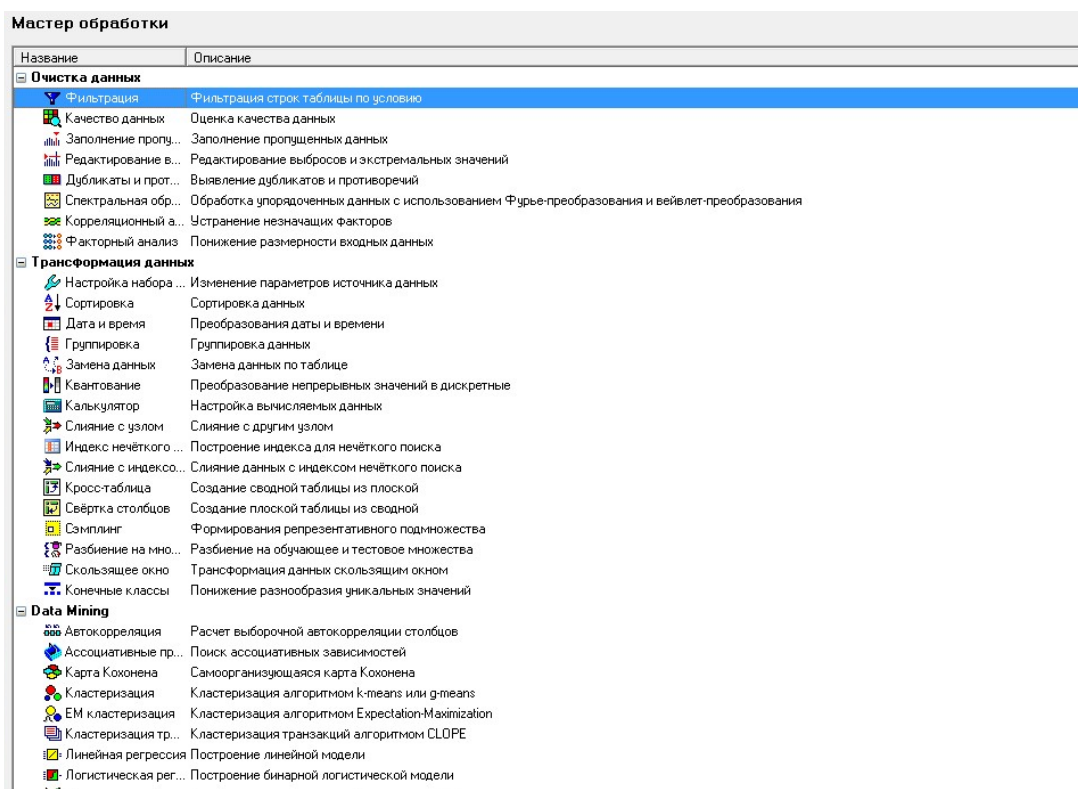 Мастер обработки
Название Описание
Очистка данных
Фильтрация Фильтрация строк таблицы по условию
Качество данных Оценка качества данных
Заполнение пропу... Заполнение пропущенных данных
Редактирование в... Редактирование выбросов и экстремальных значений
Дубликаты и прот... Выявление дубликатов и противоречий
Спектральная обр... Обработка упорядоченных данных с использованием Фурье-преобразования и вейвлет-преобразования
Корреляционный а... Устранение незначащих факторов
Факторный анализ Понижение размерности входных данных
Трансформация данных
Настройка набора ... Изменение параметров источника данных
Сортировка Сортировка данных
Дата и время Преобразования даты и времени
Группировка Группировка данных
Замена данных Замена данных по таблице
Квантование Преобразование непрерывных значений в дискретные
Калькулятор Настройка вычисляемых данных
Слияние с узлом Слияние с другим узлом
Индекс нечёткого ... Построение индекса для нечёткого поиска
Слияние с индексо... Слияние данных с индексом нечёткого поиска
Кросс-таблица Создание сводной таблицы из плоской
Свёртка столбцов Создание плоской таблицы из сводной
Сэмплинг Формирования репрезентативного подмножества
Разбиение на мно... Разбиение на обучающее и тестовое множества
Скользящее окно Трансформация данных скользящим окном
Конечные классы Понижение разнообразия уникальных значений
Data Mining
Автокорреляция Расчет выборочной автокорреляции столбцов
Ассоциативные пр... Поиск ассоциативных зависимостей
Карта Кохонена Самоорганизующаяся карта Кохонена
Кластеризация Кластеризация алгоритмом k-means или g-means
EM кластеризация Кластеризация алгоритмом Expectation-Maximization
Кластеризация тр... Кластеризация транзакций алгоритмом CLOPE
Линейная регрессия Построение линейной модели
Логистическая рег... Построение бинарной логистической модели